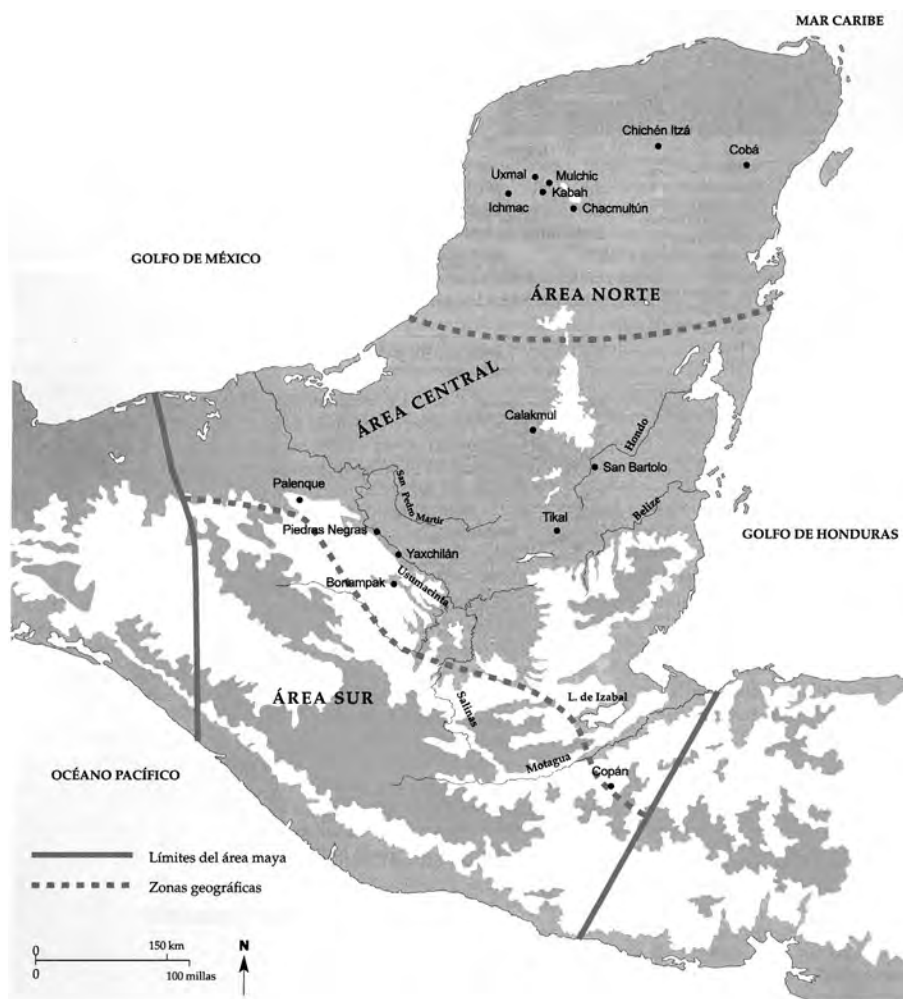 MAR CARIBE
Chichén Itzá
Cobá
Uxmal
Mulchic
Kabah
Ichmac
Chacmultún
GOLFO DE MÉXICO
ÁREA NORTE
ÁREA CENTRAL
Calakmul
Hondo
San Bartolo
Palenque
San Pedro Martir
Belize
Piedras Negras
Tikal
GOLFO DE HONDURAS
Yaxchilán
Bonampak
Usumacinta
ÁREA SUR
Salinas
L. de Izabal
Motagua
OCÉANO PACÍFICO
Copán
Límites del área maya
Zonas geográficas
0
150 km
0
100 millas
N